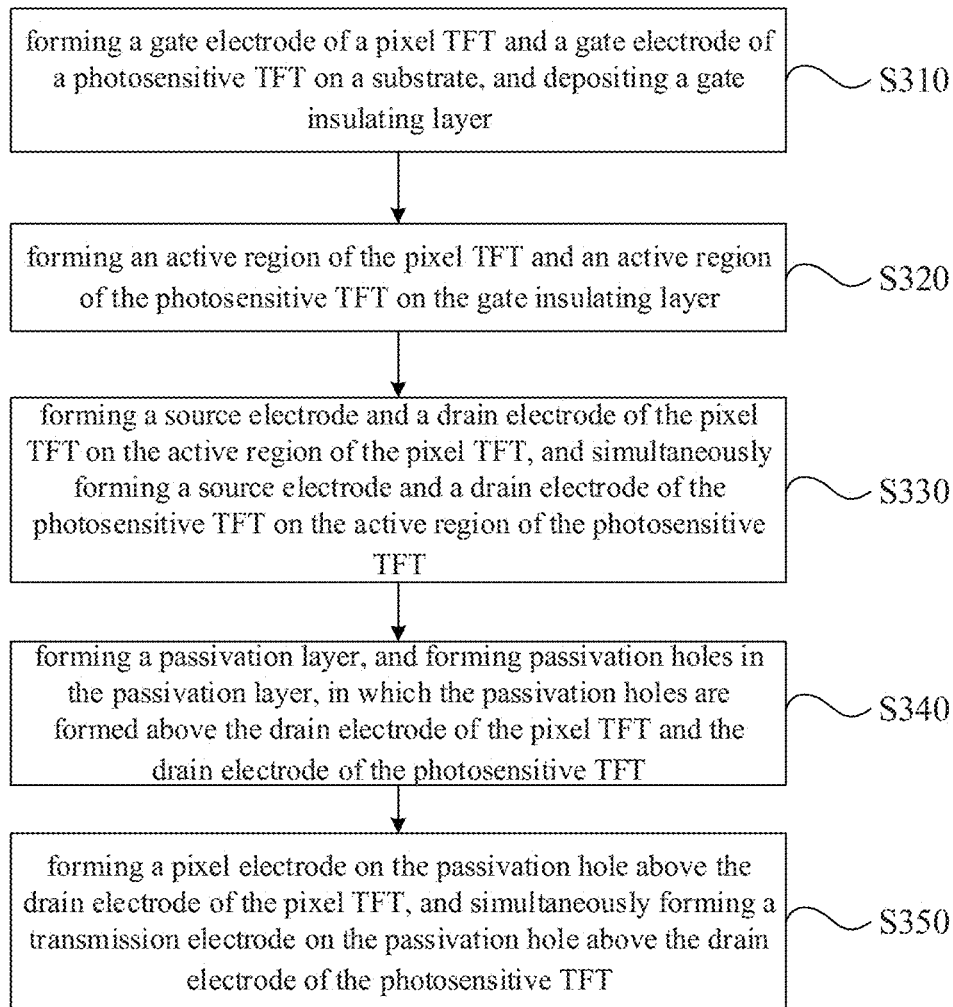 forming a gate electrode of a pixel TFT and a gate electrode of
a photosensitive TFT on a substrate, and depositing a gate
insulating layer
S310
forming an active region of the pixel TFT and an active region
of the photosensitive TFT on the gate insulating layer
S320
forming a source electrode and a drain electrode of the pixel
TFT on the active region of the pixel TFT, and simultaneously
forming a source electrode and a drain electrode of the
photosensitive TFT on the active region of the photosensitive
TFT
S330
forming a passivation layer, and forming passivation holes in
the passivation layer, in which the passivation holes are
formed above the drain electrode of the pixel TFT and the
drain electrode of the photosensitive TFT
S340
forming a pixel electrode on the passivation hole above the
drain electrode of the pixel TFT, and simultaneously forming a
transmission electrode on the passivation hole above the drain
electrode of the photosensitive TFT
S350